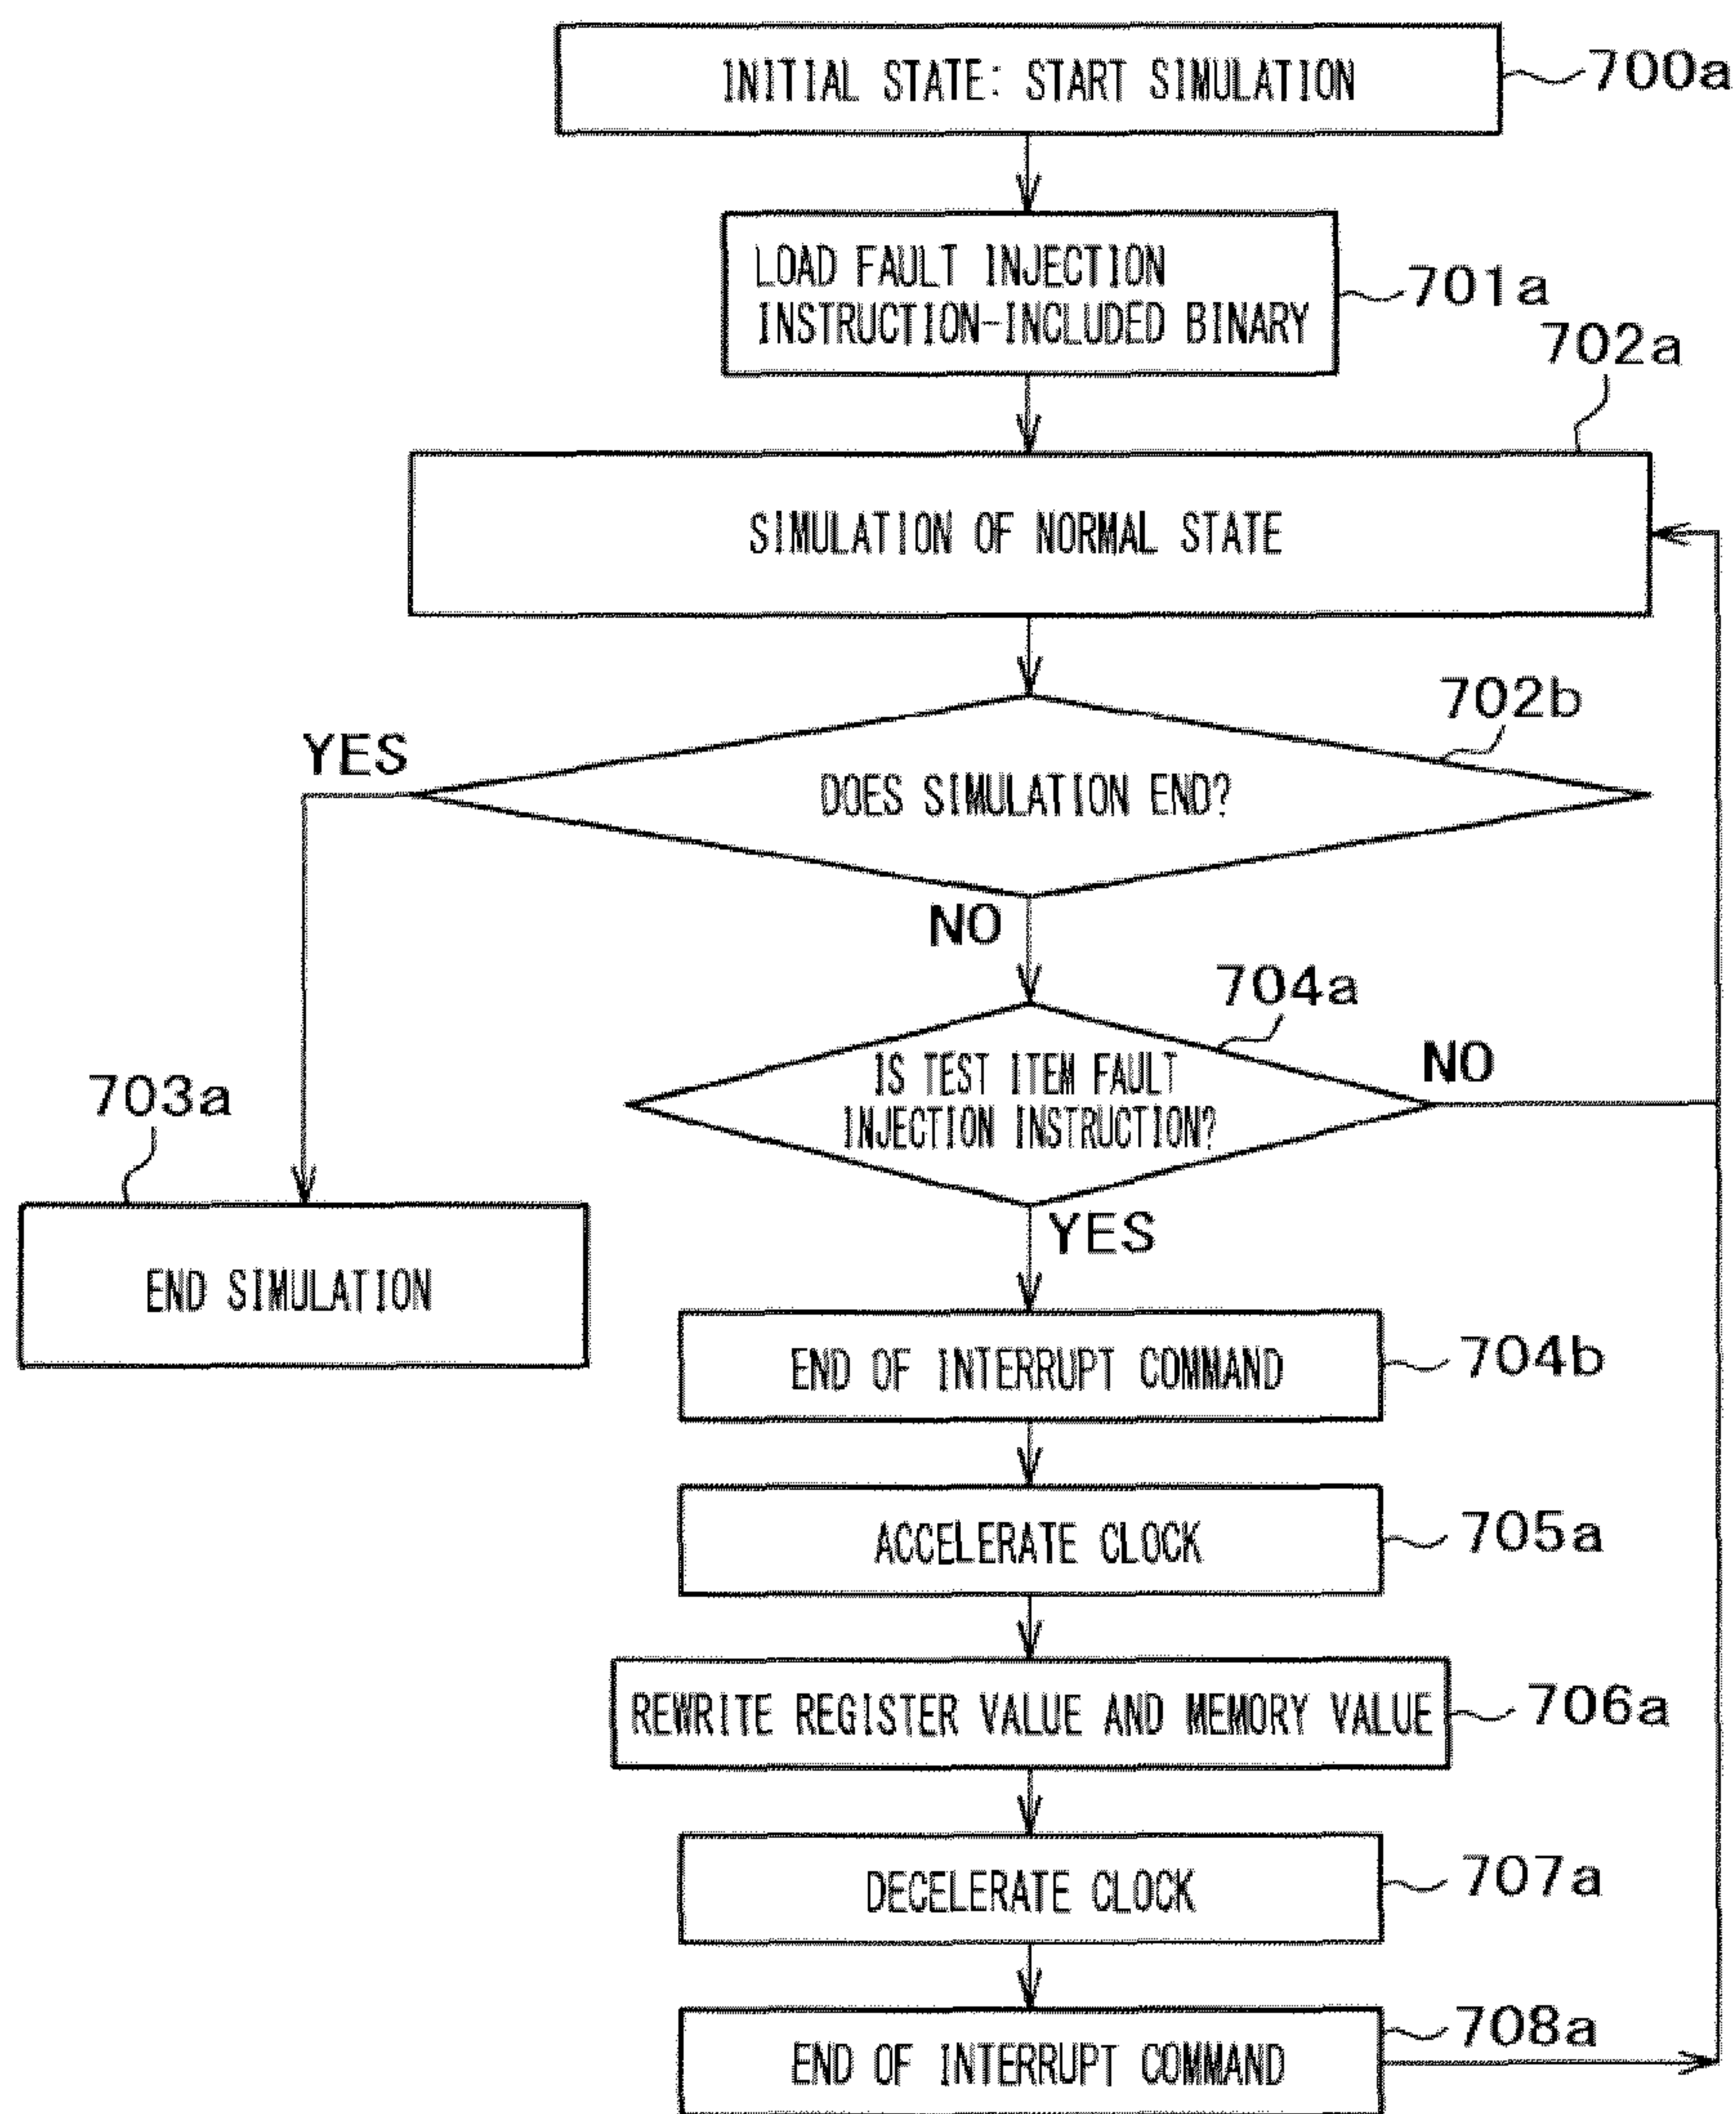 INITIAL STATE: START SIMULATION
700a
LOAD FAULT INJECTION
INSTRUCTION-INCLUDED BINARY
701a
702a
SIMULATION OF NORMAL STATE
702b
YES
DOES SIMULATION END?
NO
704a
IS TEST ITEM FAULT
INJECTION INSTRUCTION?
NO
703a
YES
END SIMULATION
END OF INTERRUPT COMMAND
704b
ACCELERATE CLOCK
705a
REWRITE REGISTER VALUE AND MEMORY VALUE
706a
DECELERATE CLOCK
707a
END OF INTERRUPT COMMAND
708a